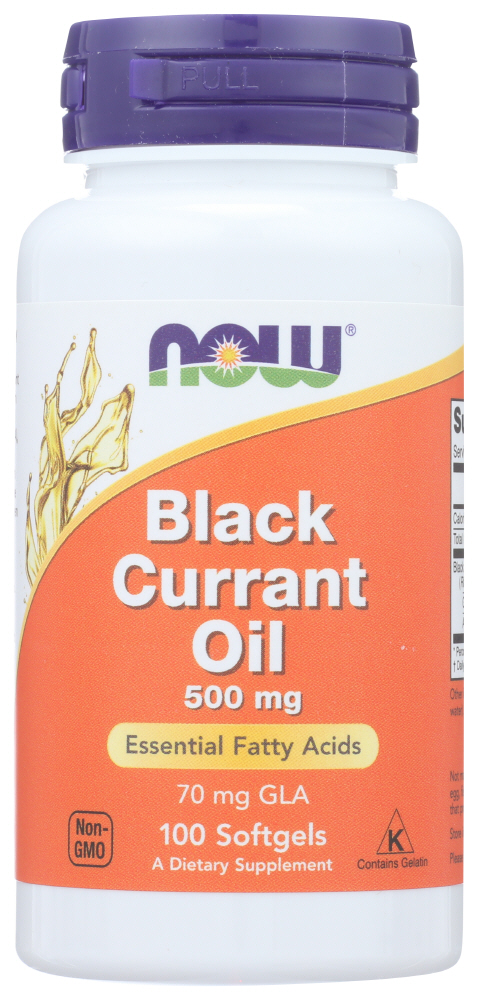 PULL
NOW®
Black
Currant
Oil
500 mg
Essential Fatty Acids
70 mg GLA
100 Softgels
A Dietary Supplement
Non-
GMO
K
Contains Gelatin